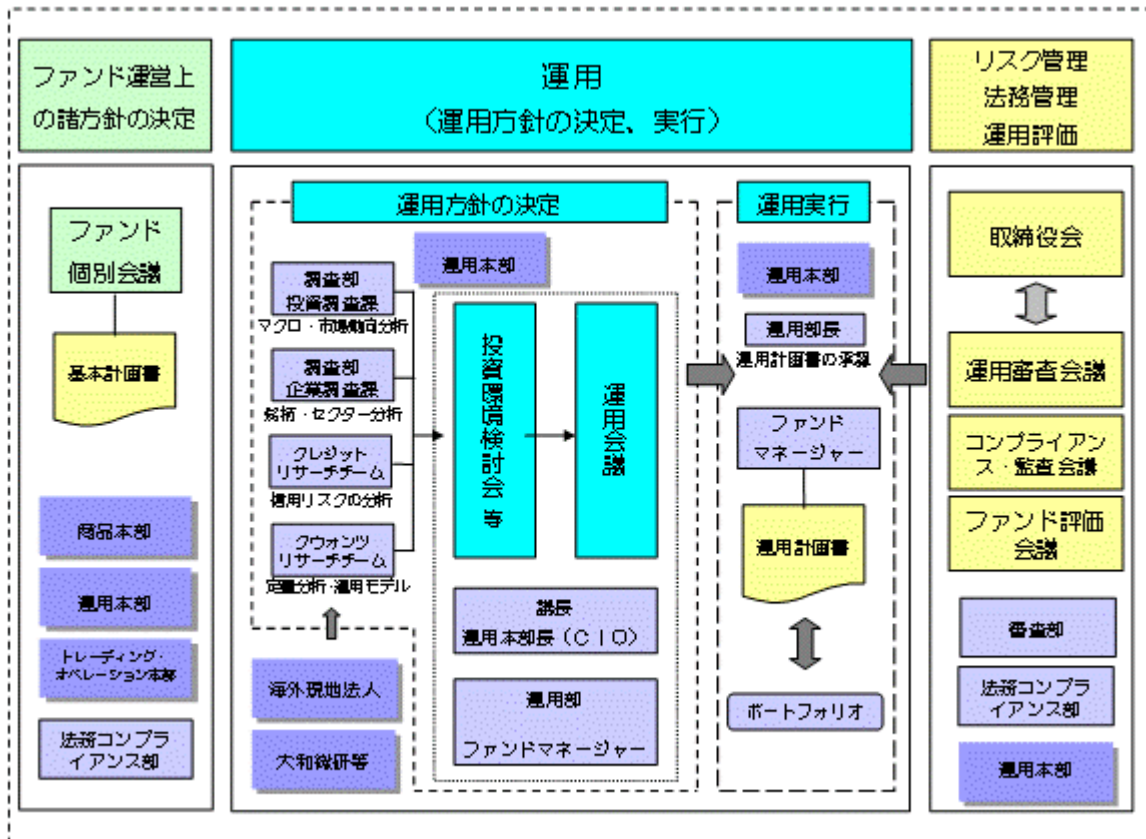 ファンド運営上
の諸方針の決定
運用
(運用方針の決定、実行)
リスク管理
法務管理
運用評価
ファンド
個別会議
基本計画書
商品本部
運用本部
トレーディング・
オペレーション本部
法務コンプラ
イアンス部
運用方針の決定
運用本部
調査部
投資調査課
マクロ・市場動向分析
調査部
企業調査課
銘柄・セクター分析
クレジット
リサーチチーム
信用リスクの分析
クウォンツ
リサーチチーム
定量分析・運用モデル
海外現地法人
大和総研等
投資環境検討会 等
運用会議
議長
運用本部長(CIO)
運用部
ファンドマネージャー
運用実行
運用本部
運用部長
運用計画書の承認
ファンド
マネージャー
運用計画書
ポートフォリオ
取締役会
運用審査会議
コンプライアン
ス・監査会議
ファンド評価
会議
審査部
法務コンプラ
イアンス部
運用本部